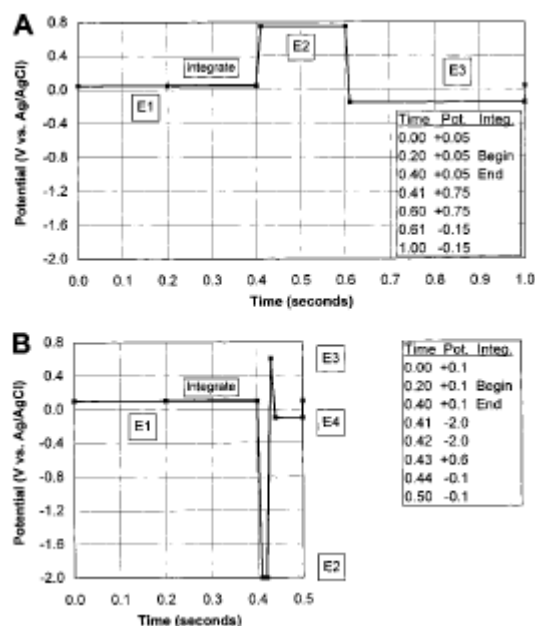 A
Potential (V vs. Ag/AgCl)
0.8
0.4
0.0
-0.4
-0.8
-1.2
-1.6
-2.0
E1
Integrate
E2
E3
Time Pot. Integ.
0.00 +0.05
0.20 +0.05 Begin
0.40 +0.05 End
0.41 +0.75
0.60 +0.75
0.61 -0.15
1.00 -0.15
0.0 0.1 0.2 0.3 0.4 0.5 0.6 0.7 0.8 0.9 1.0
Time (seconds)
B
Potential (V vs. Ag/AgCl)
0.8
0.4
0.0
-0.4
-0.8
-1.2
-1.6
-2.0
E1
Integrate
E3
E4
E2
0.0 0.1 0.2 0.3 0.4 0.5
Time (seconds)
Time Pot. Integ.
0.00 +0.1
0.20 +0.1 Begin
0.40 +0.1 End
0.41 -2.0
0.42 -2.0
0.43 +0.6
0.44 -0.1
0.50 -0.1